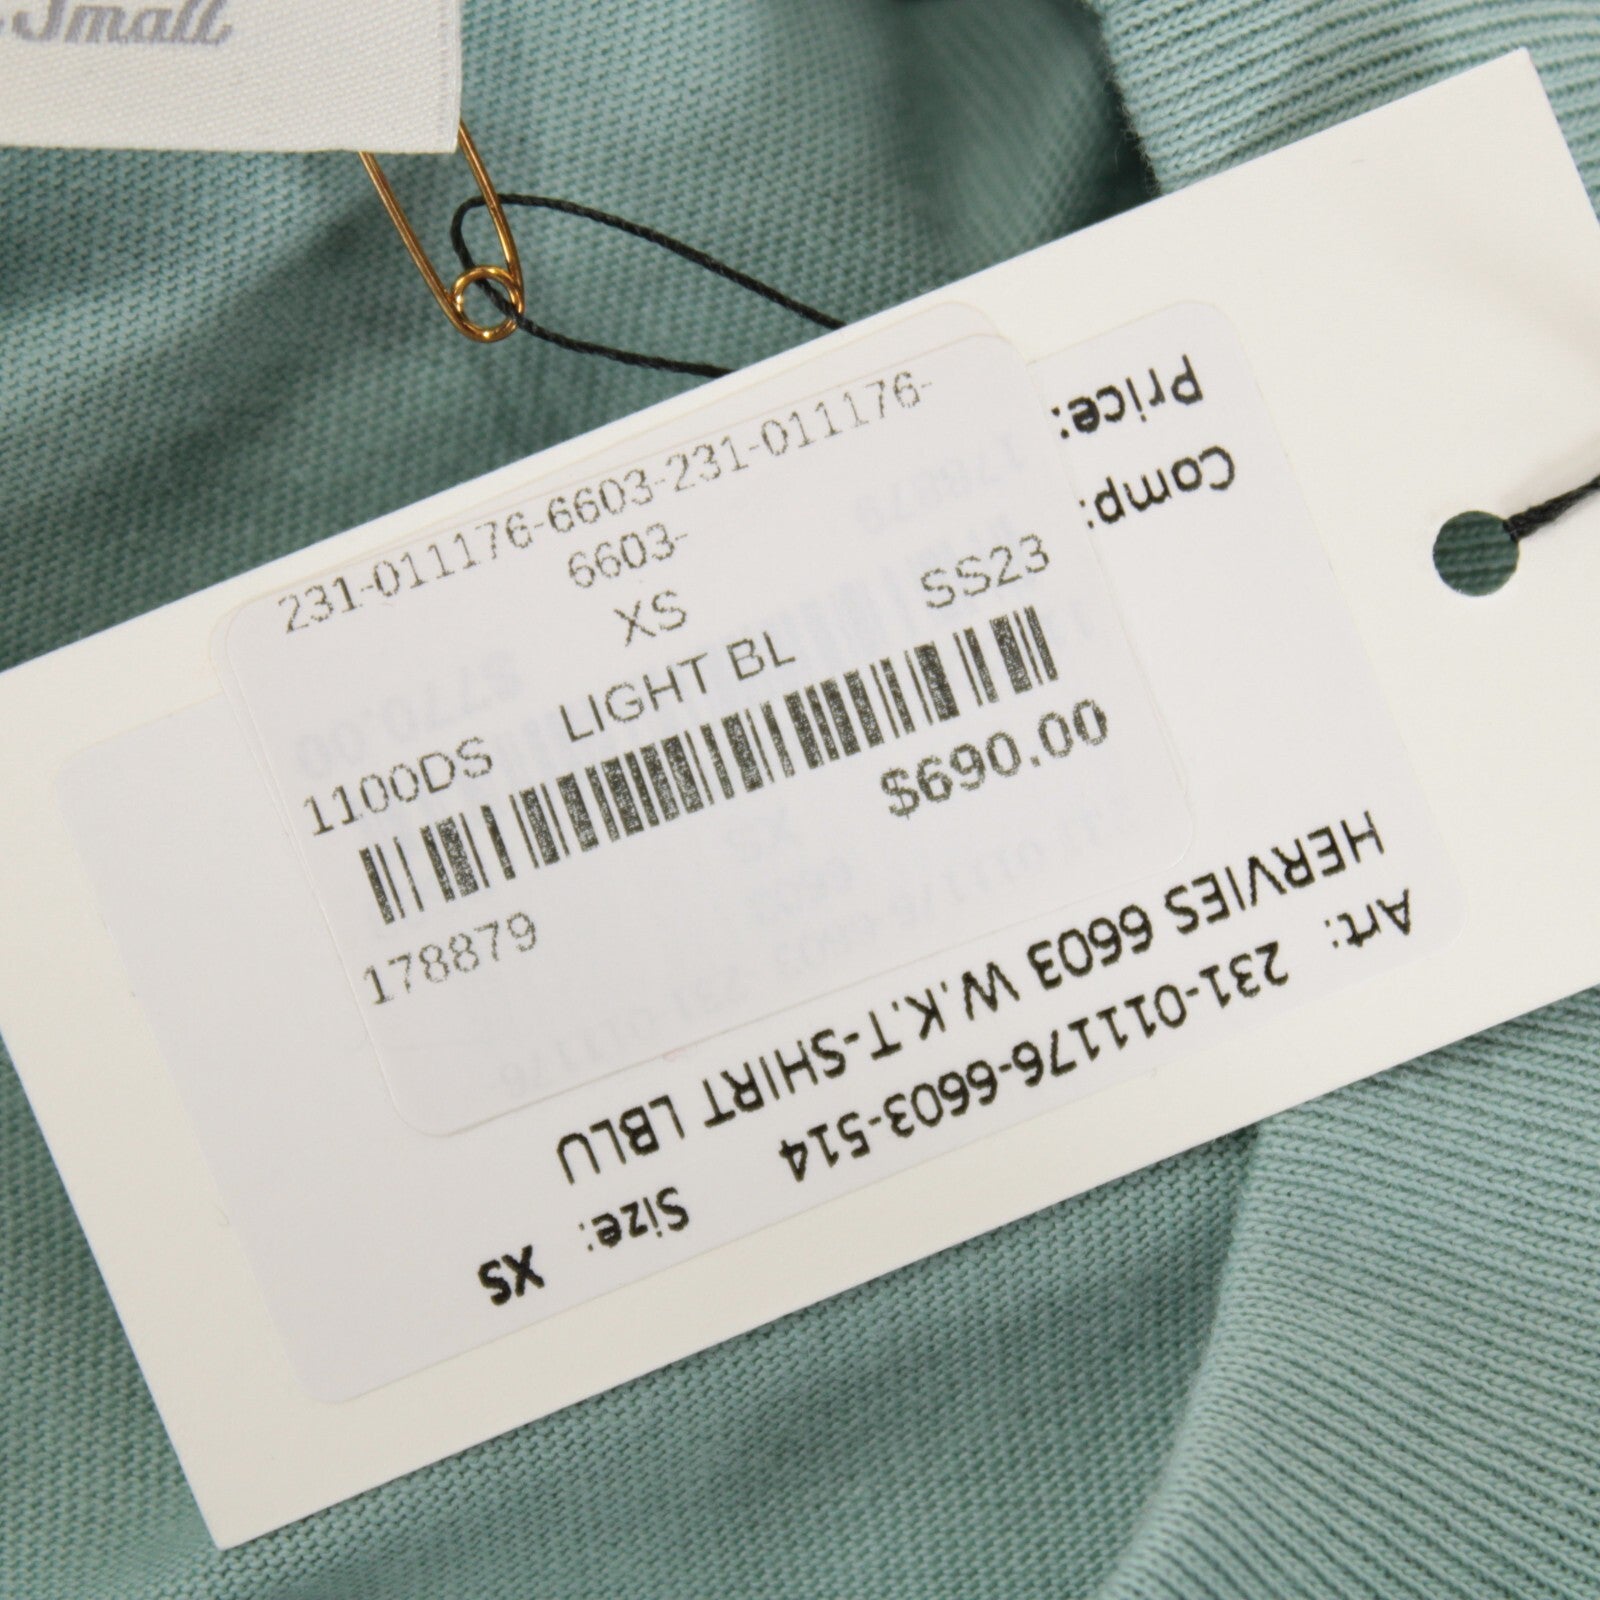 Small
231-011176-6603-231-011176-
6603-
XS
1100DS LIGHT BL SS23
178879 $690.00
Art: 231-011176-6603-514
HERVIES 6603 W.K.T-SHIRT LBLU
Size: XS
Comp:
Price: